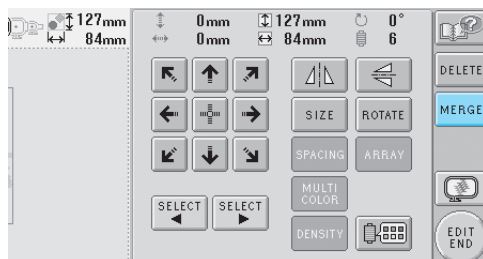 127mm 0mm 127mm 0°
84mm 0mm 84mm 6
DELETE
SIZE ROTATE MERGE
SPACING ARRAY
MULTI
COLOR
SELECT SELECT
DENSITY EDIT
END